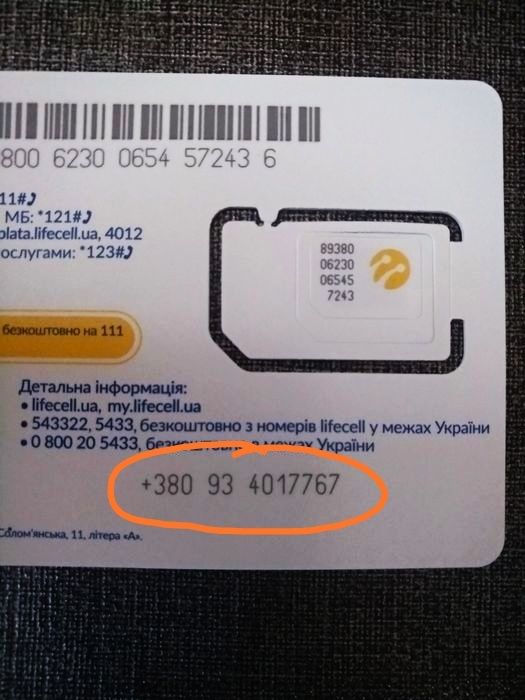 800 6230 0654 57243 6
11#
МБ: *121#
plata.lifecell.ua, 4012
ослугами: *123#
89380
06230
06545
7243
безкоштовно на 111
Детальна інформація:
• lifecell.ua, my.lifecell.ua
• 543322, 5433, безкоштовно з номерів lifecell у межах України
• 0 800 20 5433, безкоштовно в межах України
+380 93 4017767
Солом'янська, 11, літера «А».